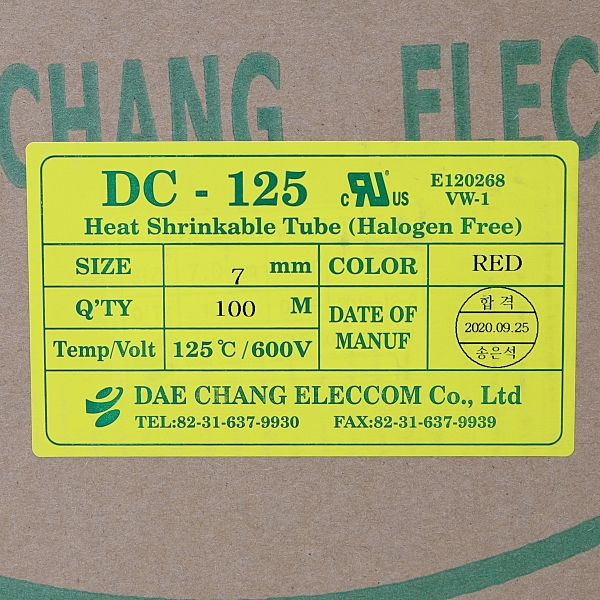 CHANG ELEC
DC - 125 c RU US E120268
VW-1
Heat Shrinkable Tube (Halogen Free)
SIZE 7 mm COLOR RED
Q'TY 100 M DATE OF MANUF 합격
2020.09.25
송은석
Temp/Volt 125℃/600V
DAE CHANG ELECCOM Co., Ltd
TEL:82-31-637-9930 FAX:82-31-637-9939